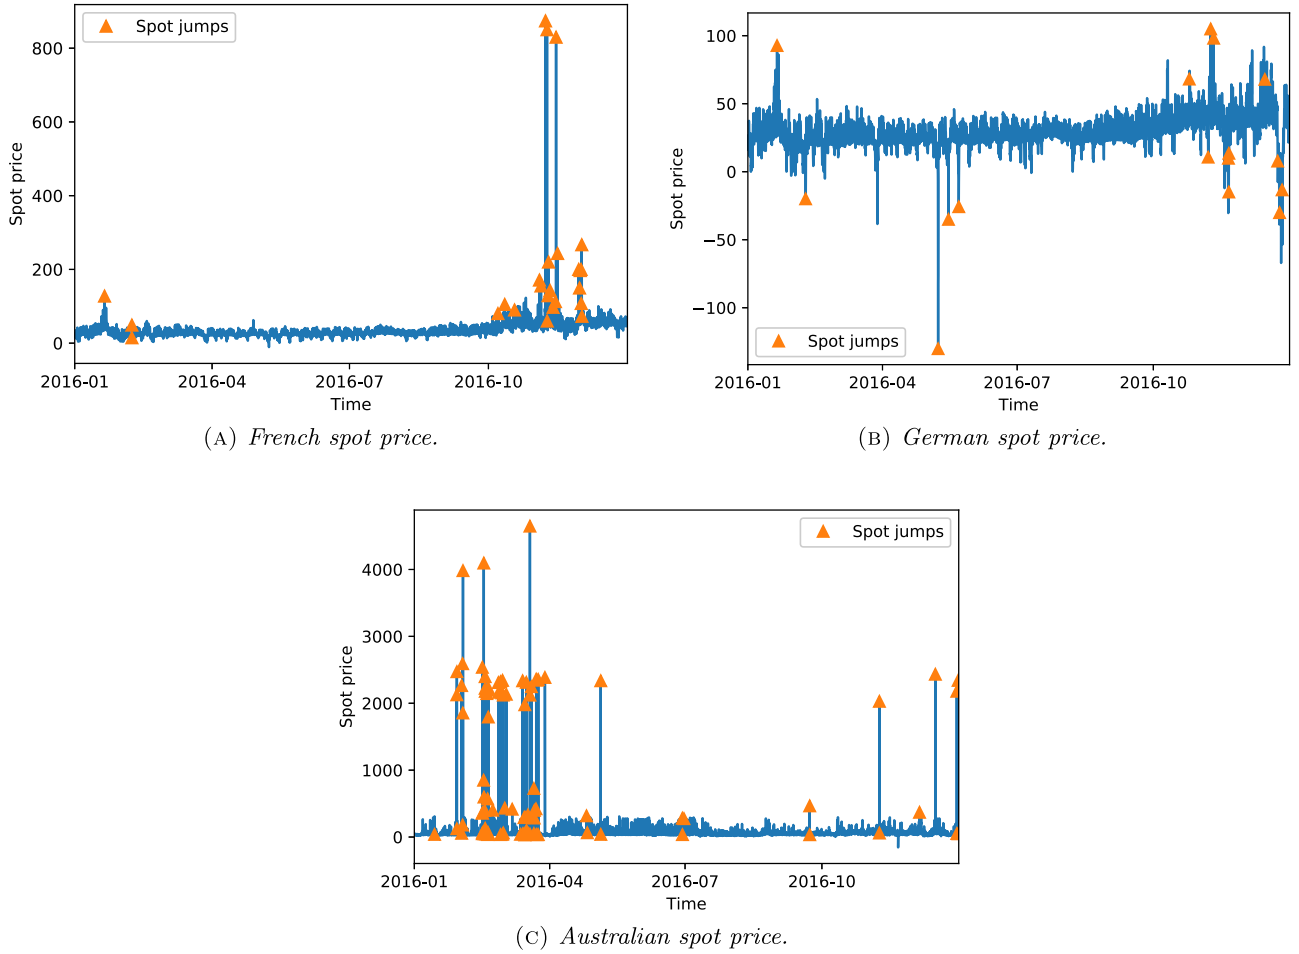 Spot jumps
800
600
400
200
0
Spot price
2016-01 2016-04 2016-07 2016-10
Time
(A) French spot price.
100
50
0
−50
−100
Spot price
Spot jumps
2016-01 2016-04 2016-07 2016-10
Time
(B) German spot price.
Spot jumps
4000
3000
2000
1000
0
Spot price
2016-01 2016-04 2016-07 2016-10
Time
(C) Australian spot price.